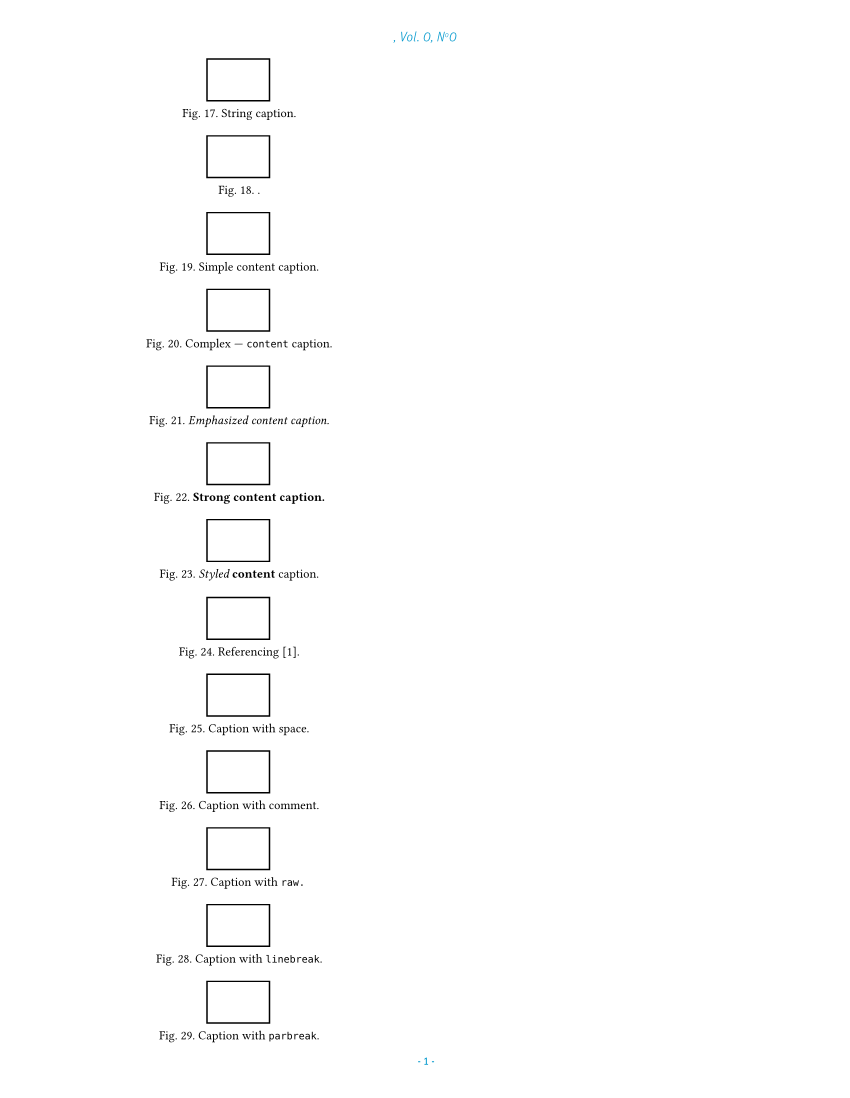 , Vol. 0, Nº0
Fig. 17. String caption.
Fig. 18. .
Fig. 19. Simple content caption.
Fig. 20. Complex — content caption.
Fig. 21. Emphasized content caption.
Fig. 22. Strong content caption.
Fig. 23. Styled content caption.
Fig. 24. Referencing [1].
Fig. 25. Caption with space.
Fig. 26. Caption with comment.
Fig. 27. Caption with raw.
Fig. 28. Caption with linebreak.
Fig. 29. Caption with parbreak.
- 1 -